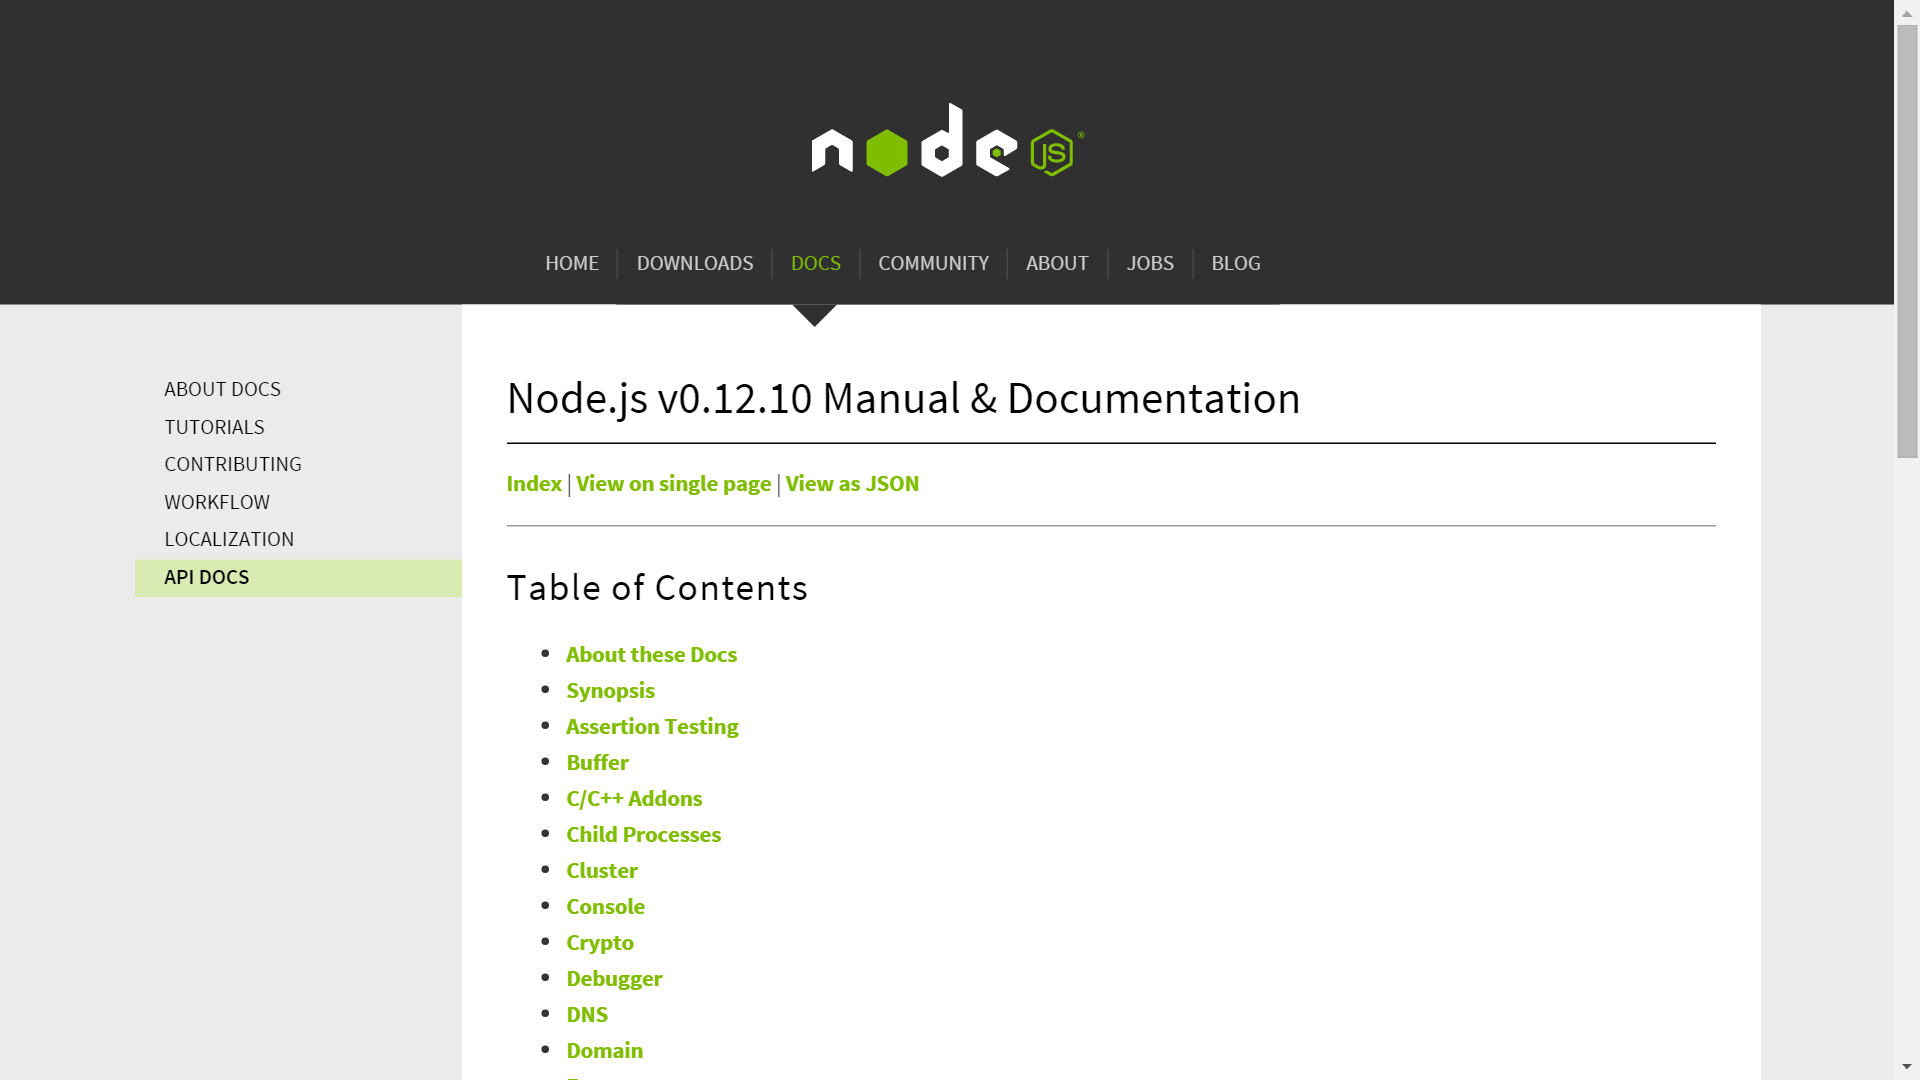 node JS ®
HOME
DOWNLOADS
DOCS
COMMUNITY
ABOUT
JOBS
BLOG
ABOUT DOCS
TUTORIALS
CONTRIBUTING
WORKFLOW
LOCALIZATION
API DOCS
Node.js v0.12.10 Manual & Documentation
Index | View on single page | View as JSON
Table of Contents
About these Docs
Synopsis
Assertion Testing
Buffer
C/C++ Addons
Child Processes
Cluster
Console
Crypto
Debugger
DNS
Domain